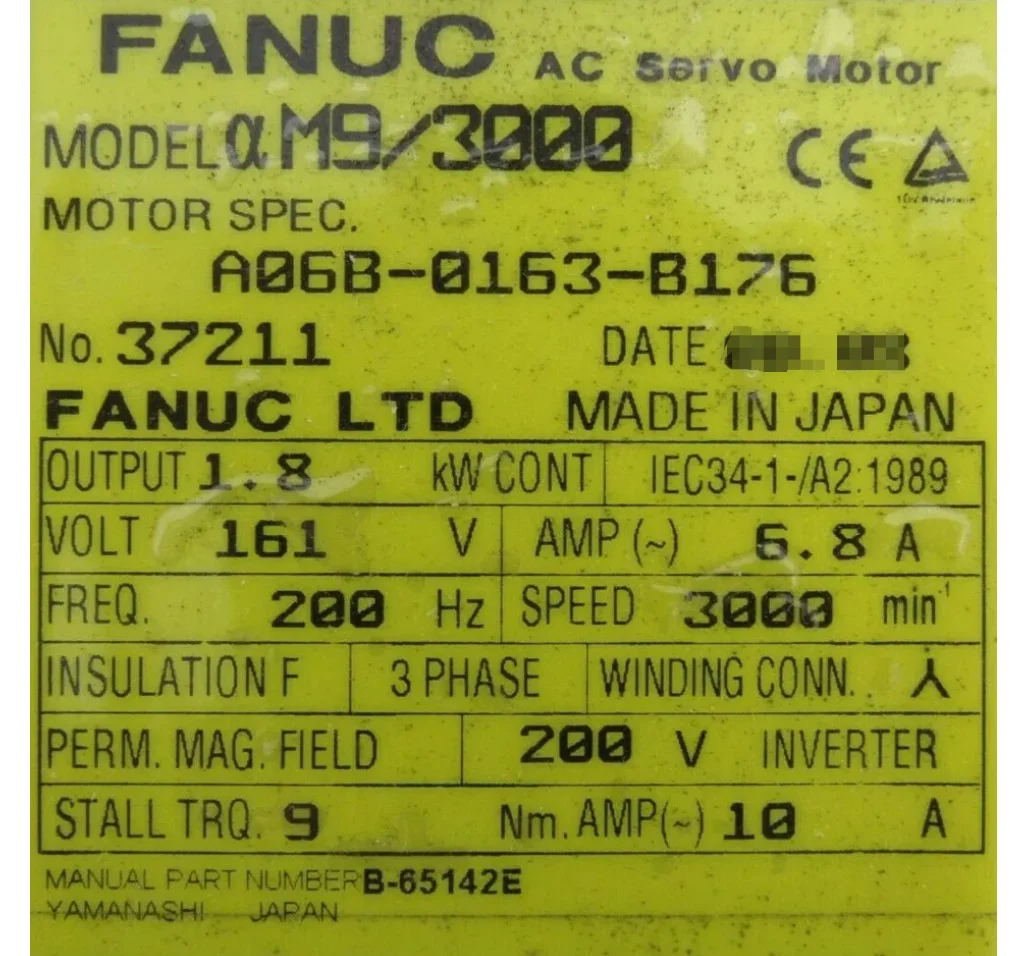 FANUC AC Servo Motor
MODEL αM9/3000 CE
MOTOR SPEC.
A06B-0163-B176
No. 37211 DATE
FANUC LTD MADE IN JAPAN
OUTPUT 1.8 kW CONT IEC34-1-/A2:1989
VOLT 161 V AMP (~) 6.8 A
FREQ. 200 Hz SPEED 3000 min⁻¹
INSULATION F 3 PHASE WINDING CONN.
PERM. MAG. FIELD 200 V INVERTER
STALL TRQ. 9 Nm. AMP(~) 10 A
MANUAL PART NUMBER B-65142E
YAMANASHI JAPAN